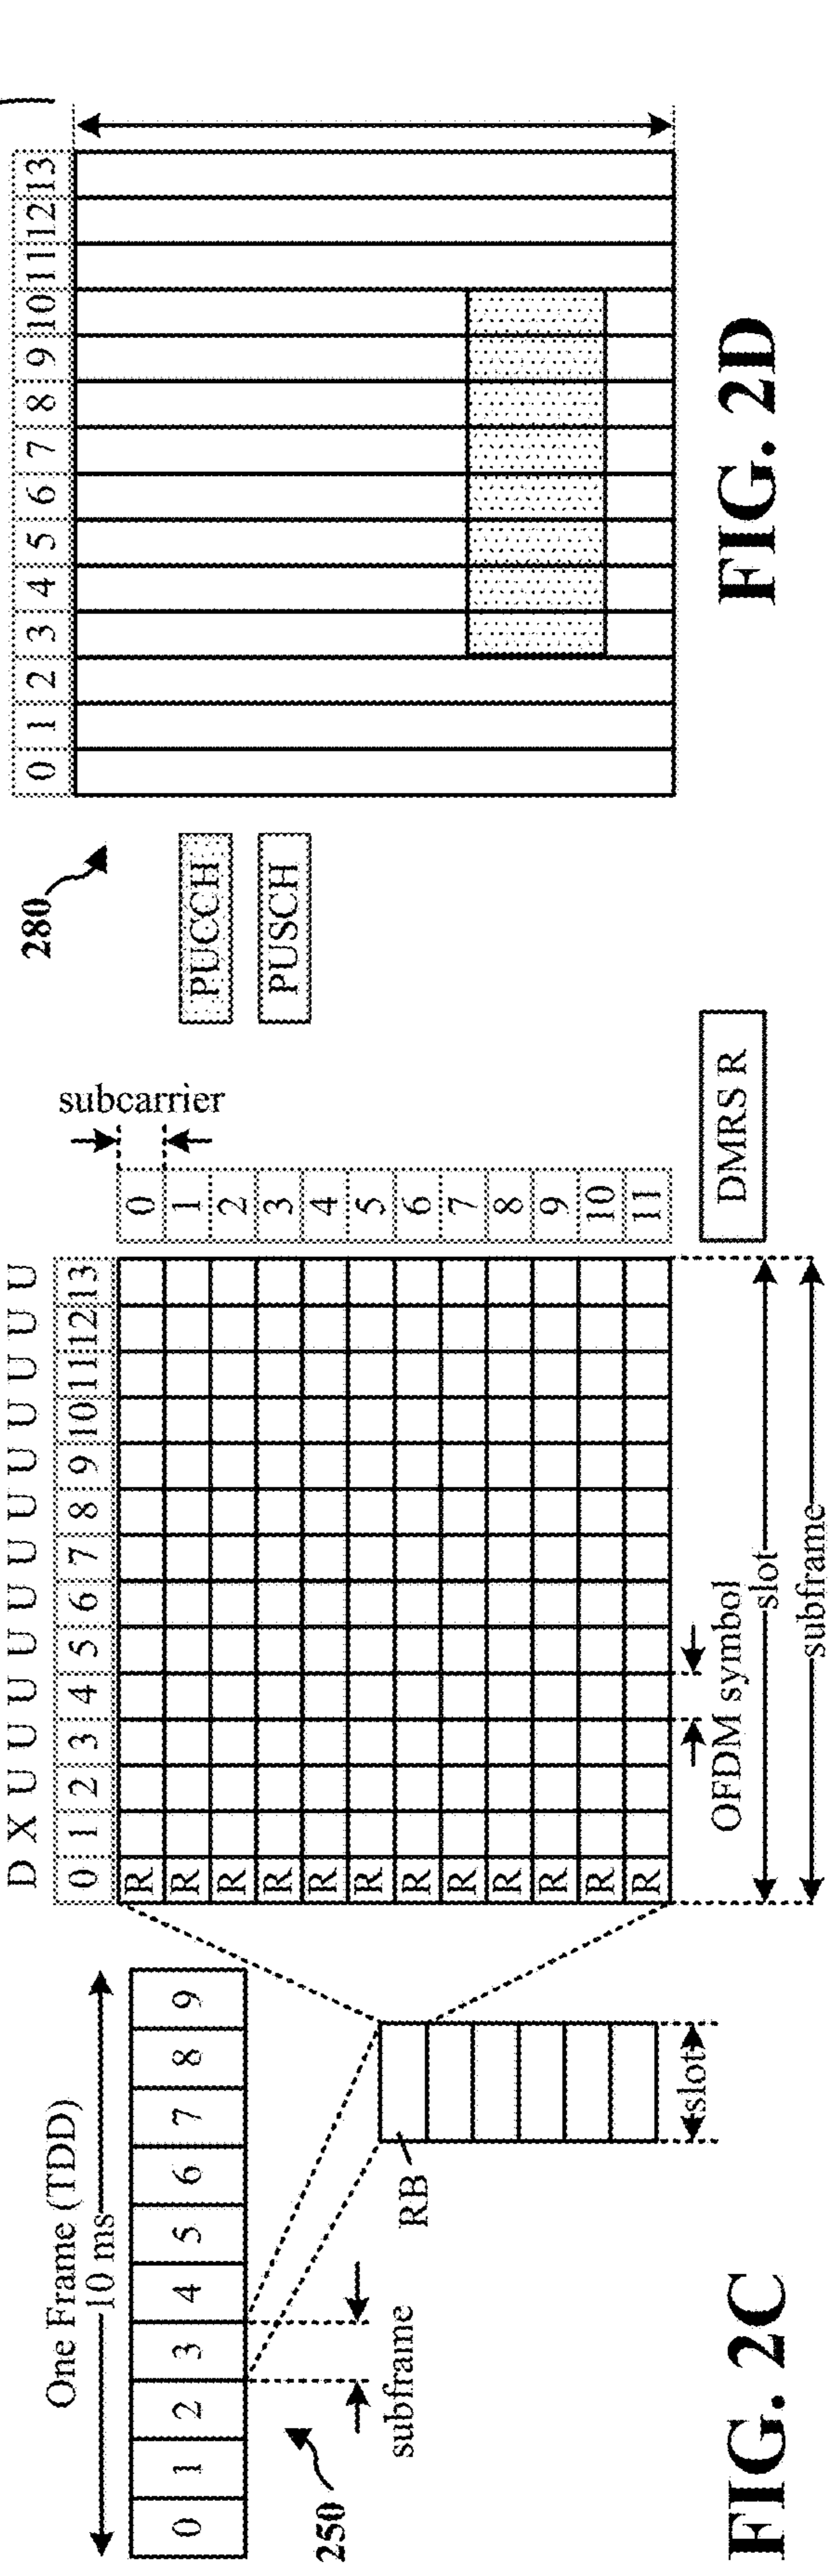 One Frame (TDD)
10 ms
0 1 2 3 4 5 6 7 8 9
250
subframe
RB
slot
FIG. 2C
D X U U U U U U U U U U U U
0 1 2 3 4 5 6 7 8 9 10 11 12 13
subcarrier
R 0
R 1
R 2
R 3
R 4
R 5
R 6
R 7
R 8
R 9
R 10
R 11
OFDM symbol
slot
subframe
DMRS R
280
PUCCH
PUSCH
0 1 2 3 4 5 6 7 8 9 10 11 12 13
FIG. 2D